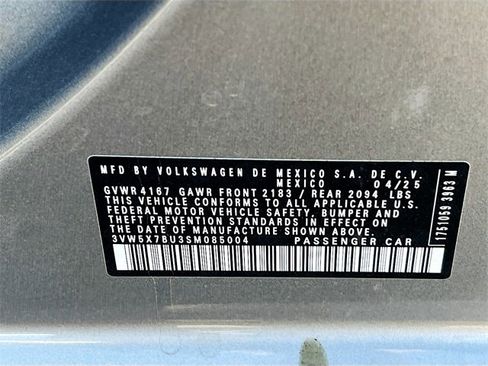 MFD BY VOLKSWAGEN DE MEXICO S.A. DE C.V.
MEXICO 04/25
GVWR 4167 GAWR FRONT 2183 / REAR 2094 LBS
THIS VEHICLE CONFORMS TO ALL APPLICABLE U.S.
FEDERAL MOTOR VEHICLE SAFETY, BUMPER AND
THEFT PREVENTION STANDARDS IN EFFECT ON
THE DATE OF MANUFACTURE SHOWN ABOVE
3VW5X7BU3SM085004 PASSENGER CAR
1751059 3963 M